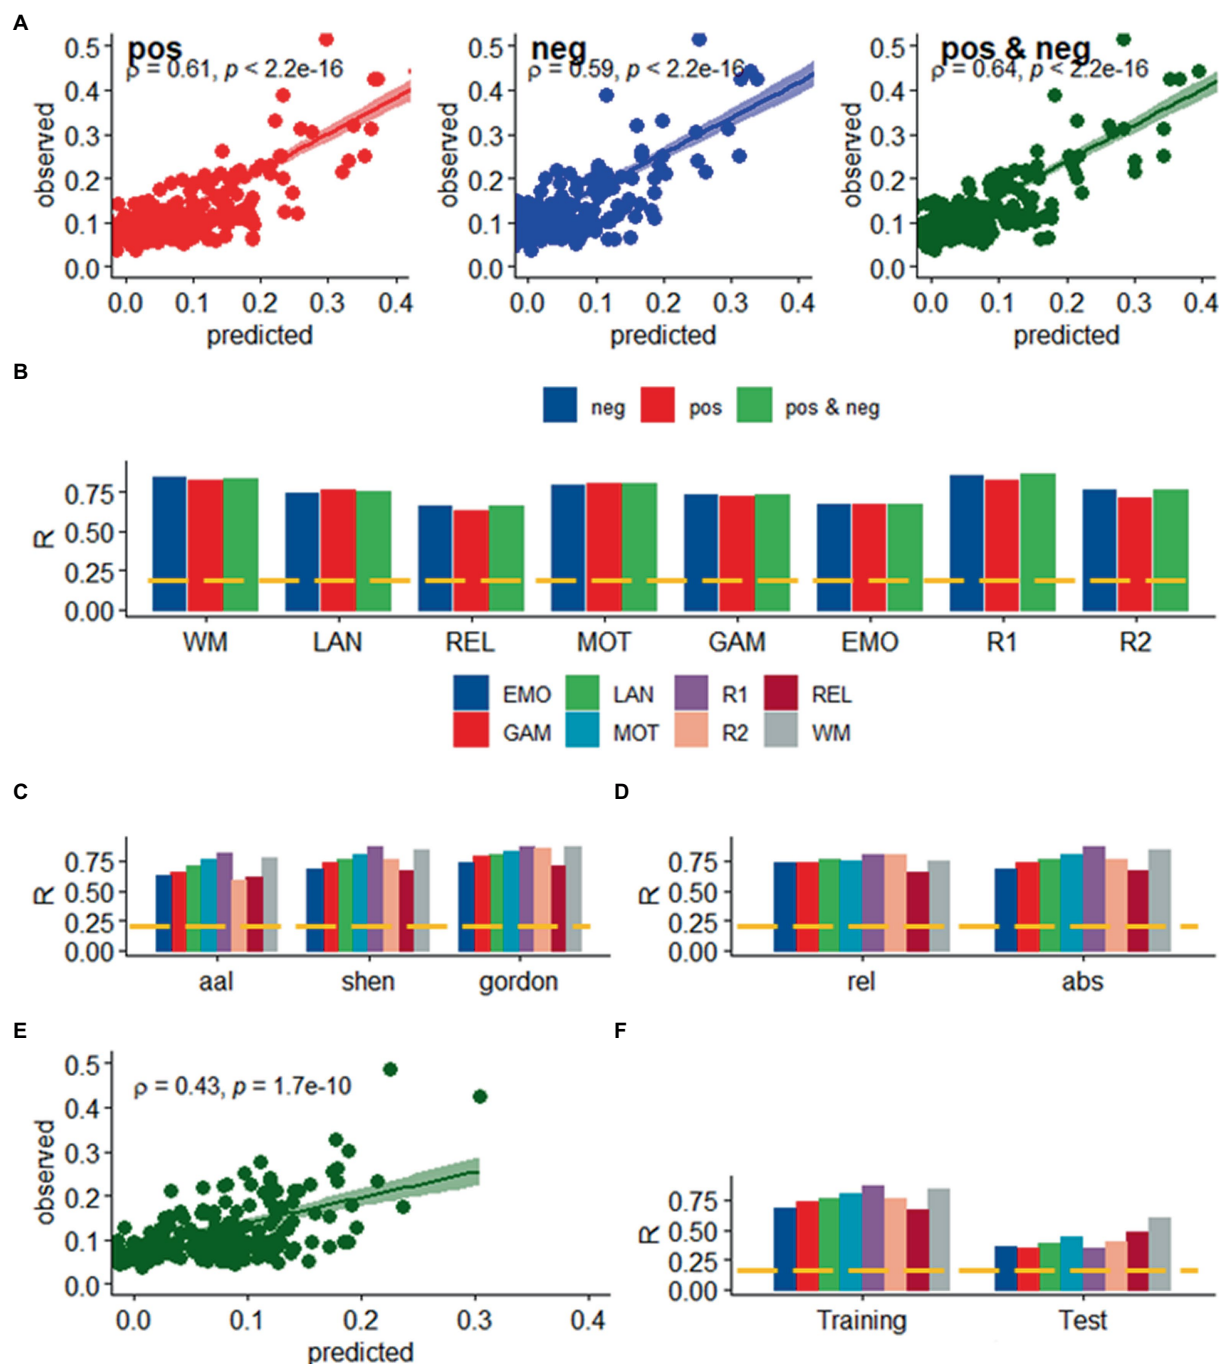 A
pos
ρ = 0.61, p < 2.2e-16
0.5
0.4
0.3
0.2
0.1
0.0
observed
0.0 0.1 0.2 0.3 0.4
predicted
neg
ρ = 0.59, p < 2.2e-16
0.5
0.4
0.3
0.2
0.1
0.0
observed
0.0 0.1 0.2 0.3 0.4
predicted
pos & neg
ρ = 0.64, p < 2.2e-16
0.5
0.4
0.3
0.2
0.1
0.0
observed
0.0 0.1 0.2 0.3 0.4
predicted
B
neg pos pos & neg
0.75
0.50
0.25
0.00
R
WM LAN REL MOT GAM EMO R1 R2
EMO LAN R1 REL
GAM MOT R2 WM
C
0.75
0.50
0.25
0.00
R
aal shen gordon
D
0.75
0.50
0.25
0.00
R
rel abs
E
ρ = 0.43, p = 1.7e-10
0.5
0.4
0.3
0.2
0.1
0.0
observed
0.0 0.1 0.2 0.3 0.4
predicted
F
0.75
0.50
0.25
0.00
R
Training Test